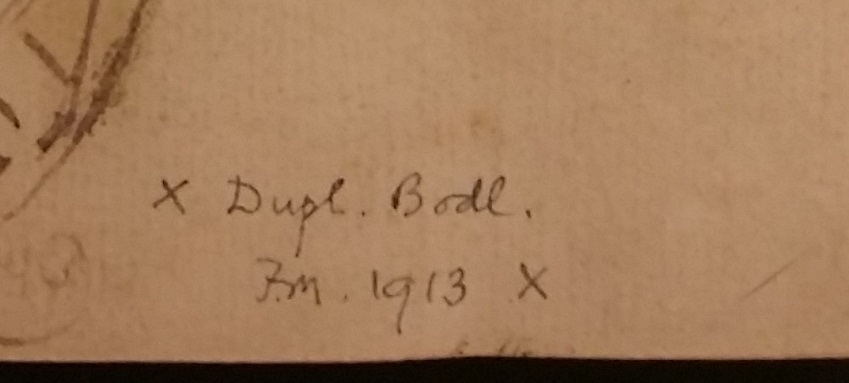 X Dupl. Bodl.
F.M. 1913 X